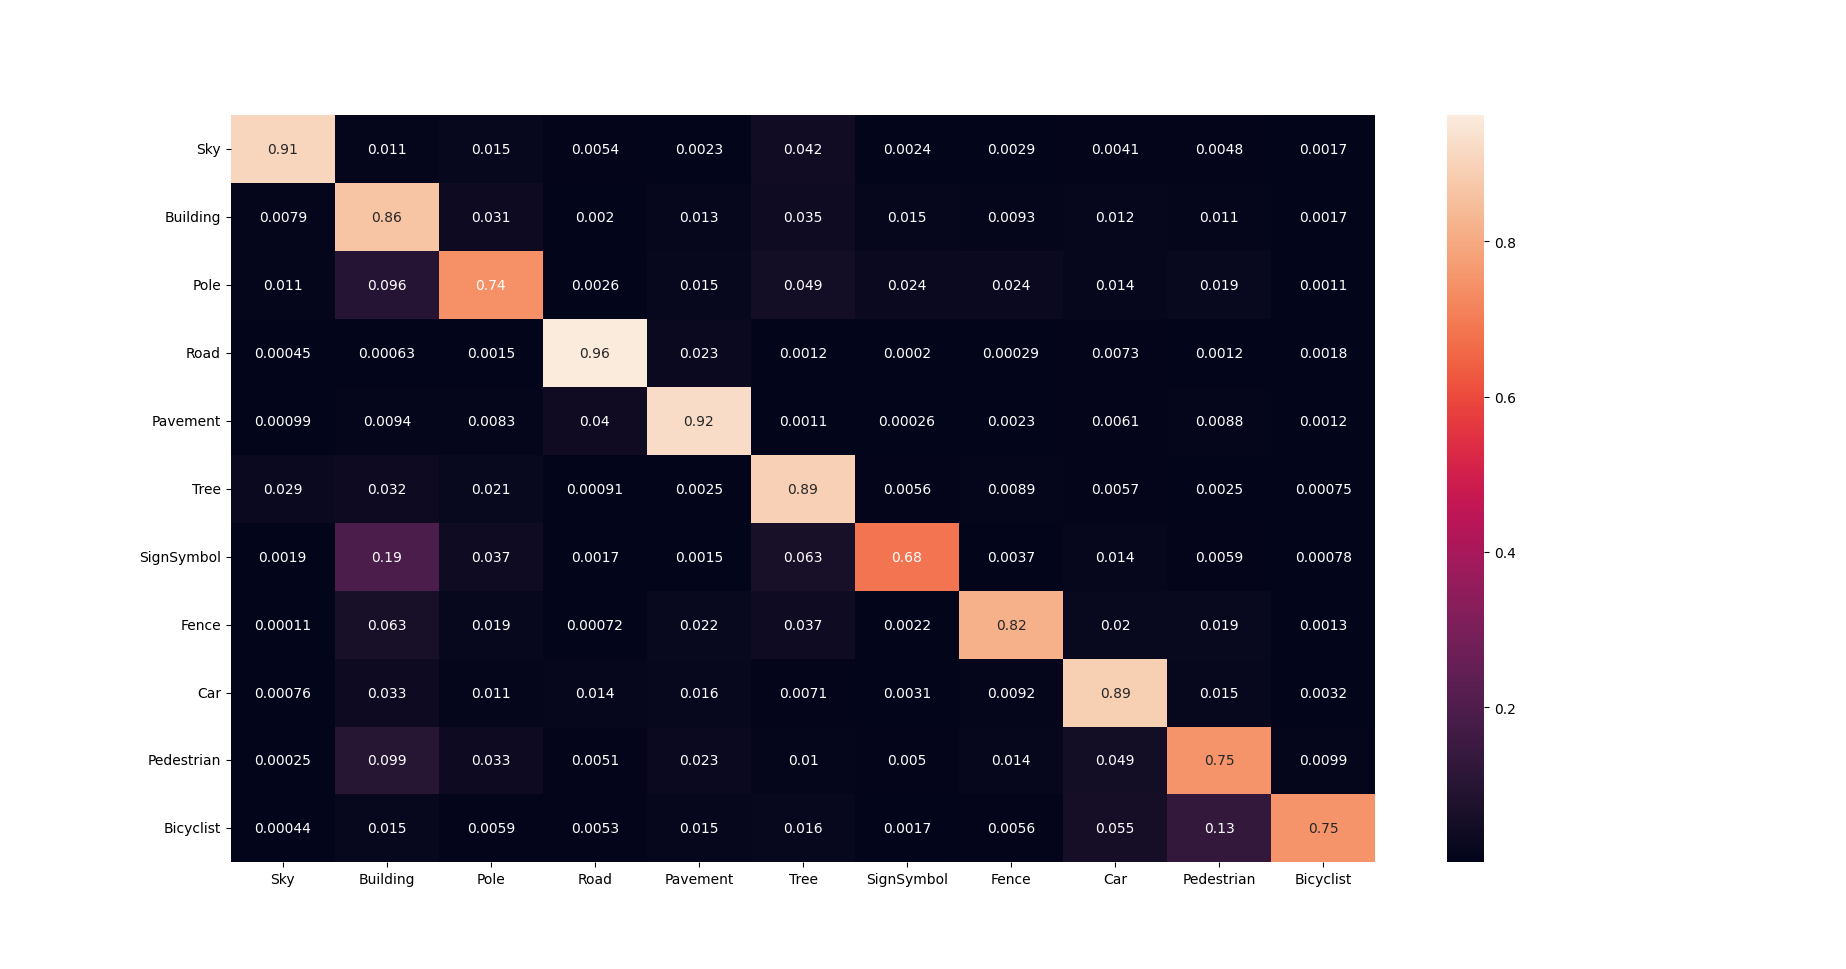 Sky 0.91 0.011 0.015 0.0054 0.0023 0.042 0.0024 0.0029 0.0041 0.0048 0.0017
Building 0.0079 0.86 0.031 0.002 0.013 0.035 0.015 0.0093 0.012 0.011 0.0017
Pole 0.011 0.096 0.74 0.0026 0.015 0.049 0.024 0.024 0.014 0.019 0.0011
Road 0.00045 0.00063 0.0015 0.96 0.023 0.0012 0.0002 0.00029 0.0073 0.0012 0.0018
Pavement 0.00099 0.0094 0.0083 0.04 0.92 0.0011 0.00026 0.0023 0.0061 0.0088 0.0012
Tree 0.029 0.032 0.021 0.00091 0.0025 0.89 0.0056 0.0089 0.0057 0.0025 0.00075
SignSymbol 0.0019 0.19 0.037 0.0017 0.0015 0.063 0.68 0.0037 0.014 0.0059 0.00078
Fence 0.00011 0.063 0.019 0.00072 0.022 0.037 0.0022 0.82 0.02 0.019 0.0013
Car 0.00076 0.033 0.011 0.014 0.016 0.0071 0.0031 0.0092 0.89 0.015 0.0032
Pedestrian 0.00025 0.099 0.033 0.0051 0.023 0.01 0.005 0.014 0.049 0.75 0.0099
Bicyclist 0.00044 0.015 0.0059 0.0053 0.015 0.016 0.0017 0.0056 0.055 0.13 0.75
Sky Building Pole Road Pavement Tree SignSymbol Fence Car Pedestrian Bicyclist
0.8
0.6
0.4
0.2